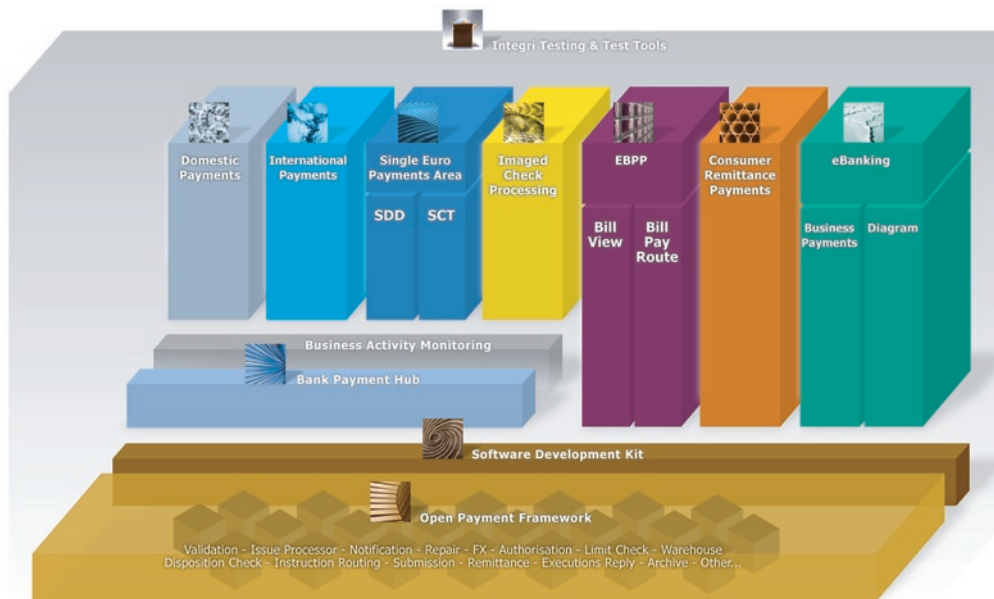 Integri Testing & Test Tools
Domestic
Payments
International
Payments
Single Euro
Payments Area
SDD
SCT
Imaged
Check
Processing
EBPP
Bill
View
Bill
Pay
Route
Consumer
Remittance
Payments
eBanking
Business
Payments
Diagram
Business Activity Monitoring
Bank Payment Hub
Software Development Kit
Open Payment Framework
Validation - Issue Processor - Notification - Repair - FX - Authorisation - Limit Check - Warehouse
Disposition Check - Instruction Routing - Submission - Remittance - Executions Reply - Archive - Other...